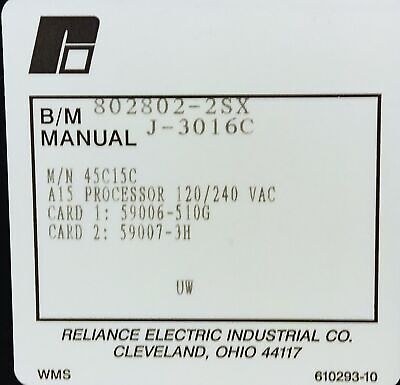 B/M 802802-2SX
MANUAL J-3016C
M/N 45C15C
A15 PROCESSOR 120/240 VAC
CARD 1: 59006-510G
CARD 2: 59007-3H
UW
RELIANCE ELECTRIC INDUSTRIAL CO.
CLEVELAND, OHIO 44117
WMS 610293-10